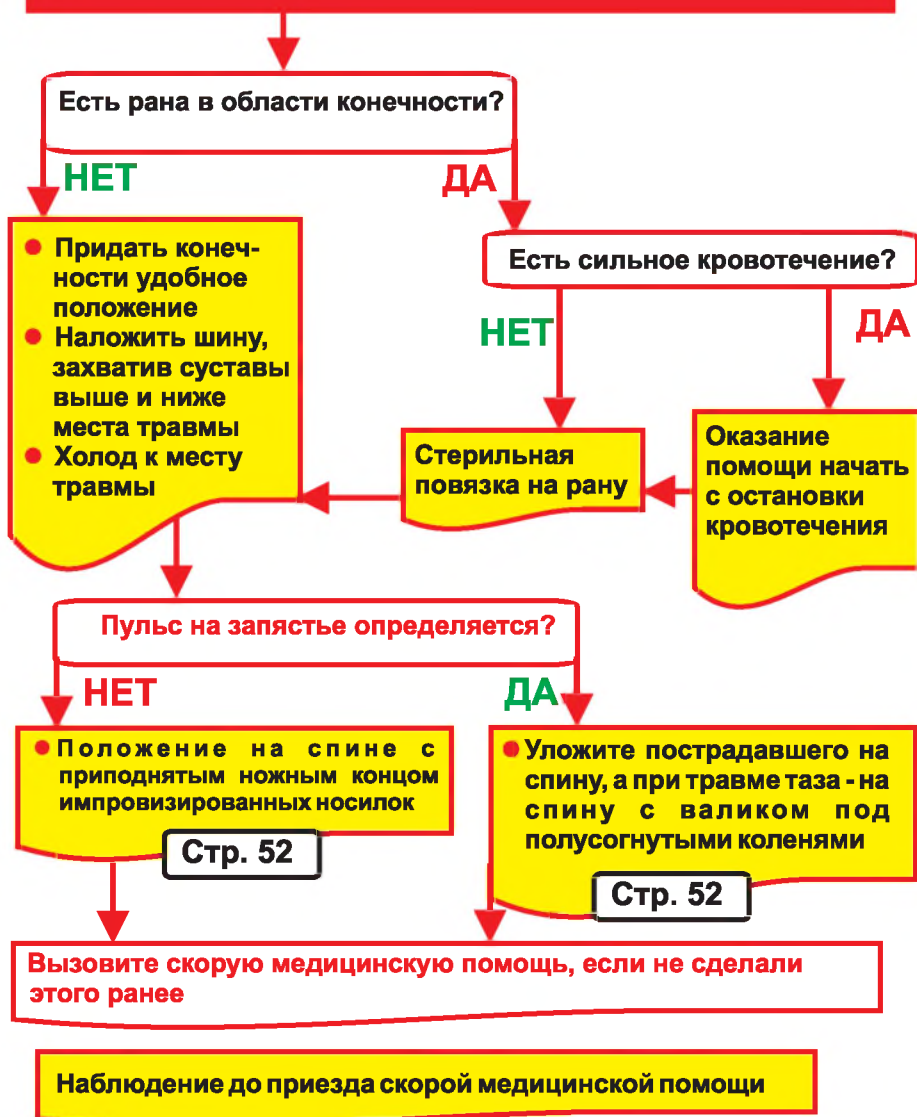 Есть рана в области конечности?
НЕТ
ДА
Придать конеч-
ности удобное
положение
Наложить шину,
захватив суставы
выше и ниже
места травмы
Холод к месту
травмы
Есть сильное кровотечение?
НЕТ
ДА
Стерильная
повязка на рану
Оказание
помощи начать
с остановки
кровотечения
Пульс на запястье определяется?
НЕТ
ДА
Положение на спине с
приподнятым ножным концом
импровизированных носилок
Стр. 52
Уложите пострадавшего на
спину, а при травме таза - на
спину с валиком под
полусогнутыми коленями
Стр. 52
Вызовите скорую медицинскую помощь, если не сделали
этого ранее
Наблюдение до приезда скорой медицинской помощи